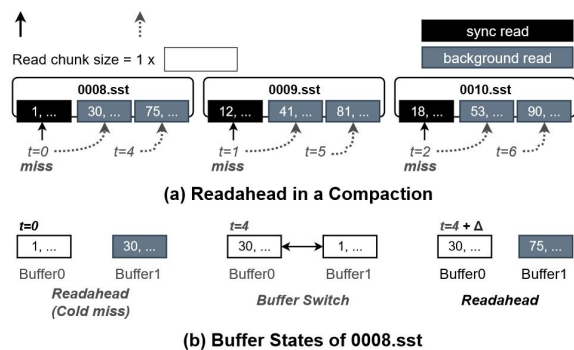 sync read
Read chunk size = 1 x
background read
0008.sst 0009.sst 0010.sst
1, ... 30, ... 75, ... 12, ... 41, ... 81, ... 18, ... 53, ... 90, ...
t=0 t=4 t=1 t=5 t=2 t=6
miss miss miss
(a) Readahead in a Compaction
t=0 t=4 t=4 + Δ
1, ... 30, ... 30, ... 1, ... 30, ... 75, ...
Buffer0 Buffer1 Buffer0 Buffer1 Buffer0 Buffer1
Readahead Buffer Switch Readahead
(Cold miss)
(b) Buffer States of 0008.sst